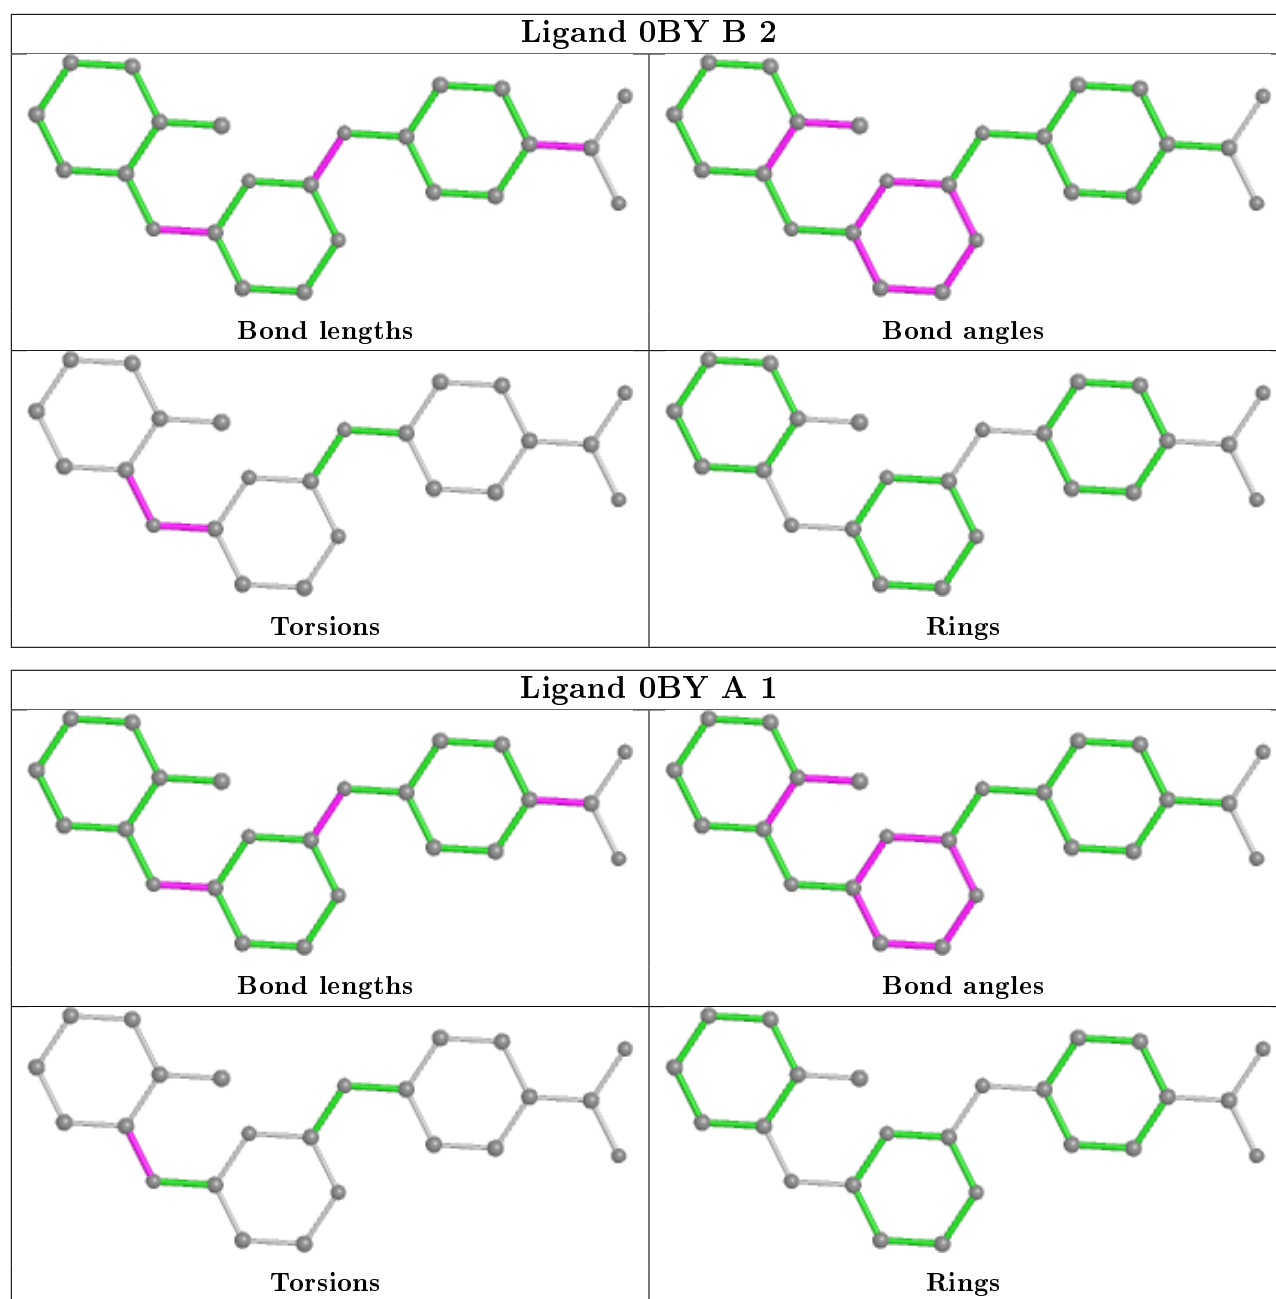 Ligand 0BY B 2
Bond lengths
Bond angles
Torsions
Rings
Ligand 0BY A 1
Bond lengths
Bond angles
Torsions
Rings